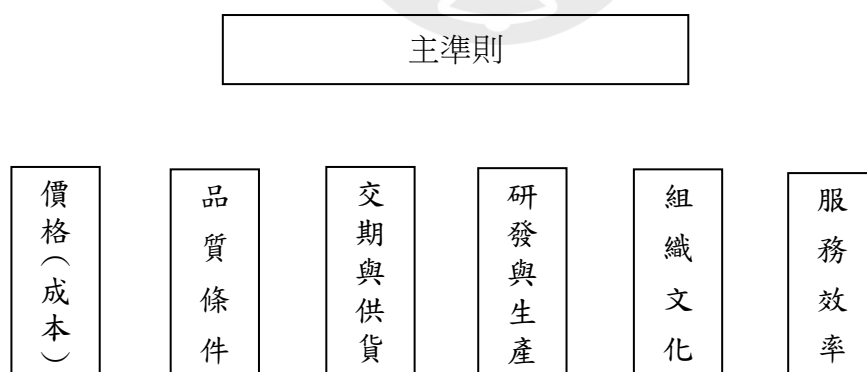 主準則
價格（成本）
品質條件
交期與供貨
研發與生產
組織文化
服務效率